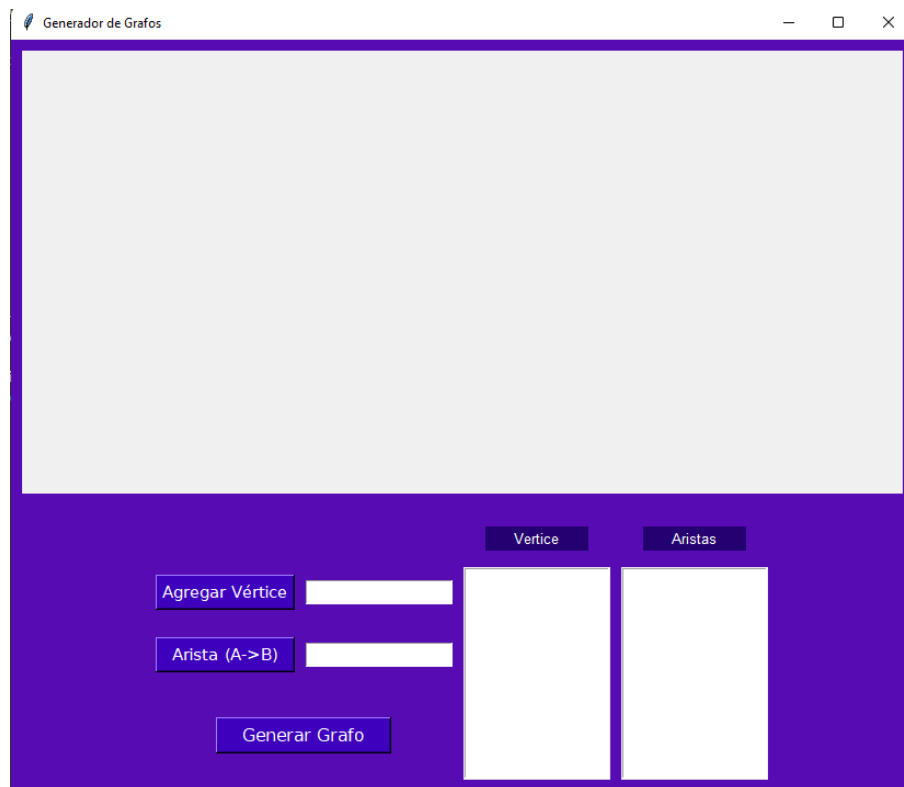 Generador de Grafos
Vertice
Aristas
Agregar Vértice
Arista (A->B)
Generar Grafo